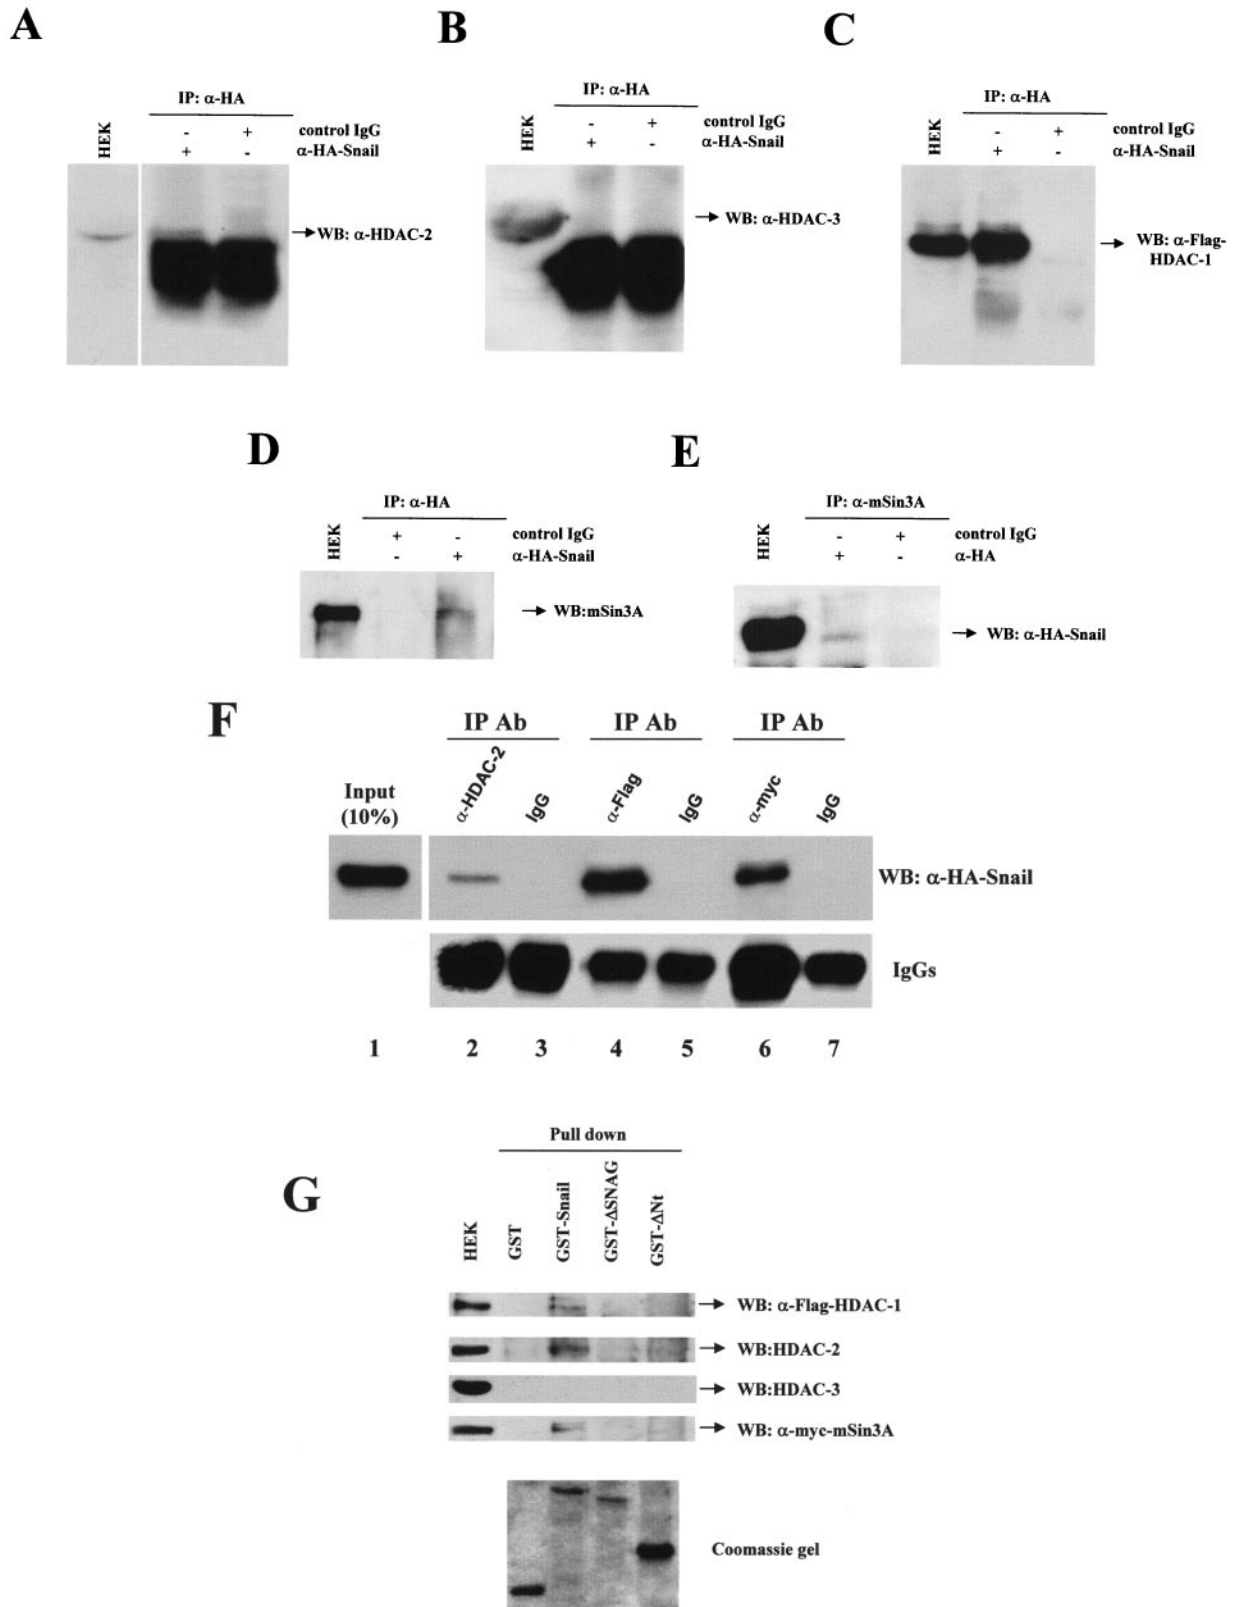 A
B
C
IP: α-HA
HEK
- +
control IgG
+ -
α-HA-Snail
WB: α-HDAC-2
IP: α-HA
HEK
- +
control IgG
+ -
α-HA-Snail
WB: α-HDAC-3
IP: α-HA
HEK
- +
control IgG
+ -
α-HA-Snail
WB: α-Flag-
HDAC-1
D
E
IP: α-HA
HEK
+ -
control IgG
- +
α-HA-Snail
WB:mSin3A
IP: α-mSin3A
HEK
- +
control IgG
+ -
α-HA
WB: α-HA-Snail
F
IP Ab IP Ab IP Ab
Input
(10%)
α-HDAC-2
IgG
α-Flag
IgG
α-myc
IgG
WB: α-HA-Snail
IgGs
1 2 3 4 5 6 7
G
Pull down
HEK
GST
GST-Snail
GST-ΔSNAG
GST-ΔNt
WB: α-Flag-HDAC-1
WB:HDAC-2
WB:HDAC-3
WB: α-myc-mSin3A
Coomassie gel